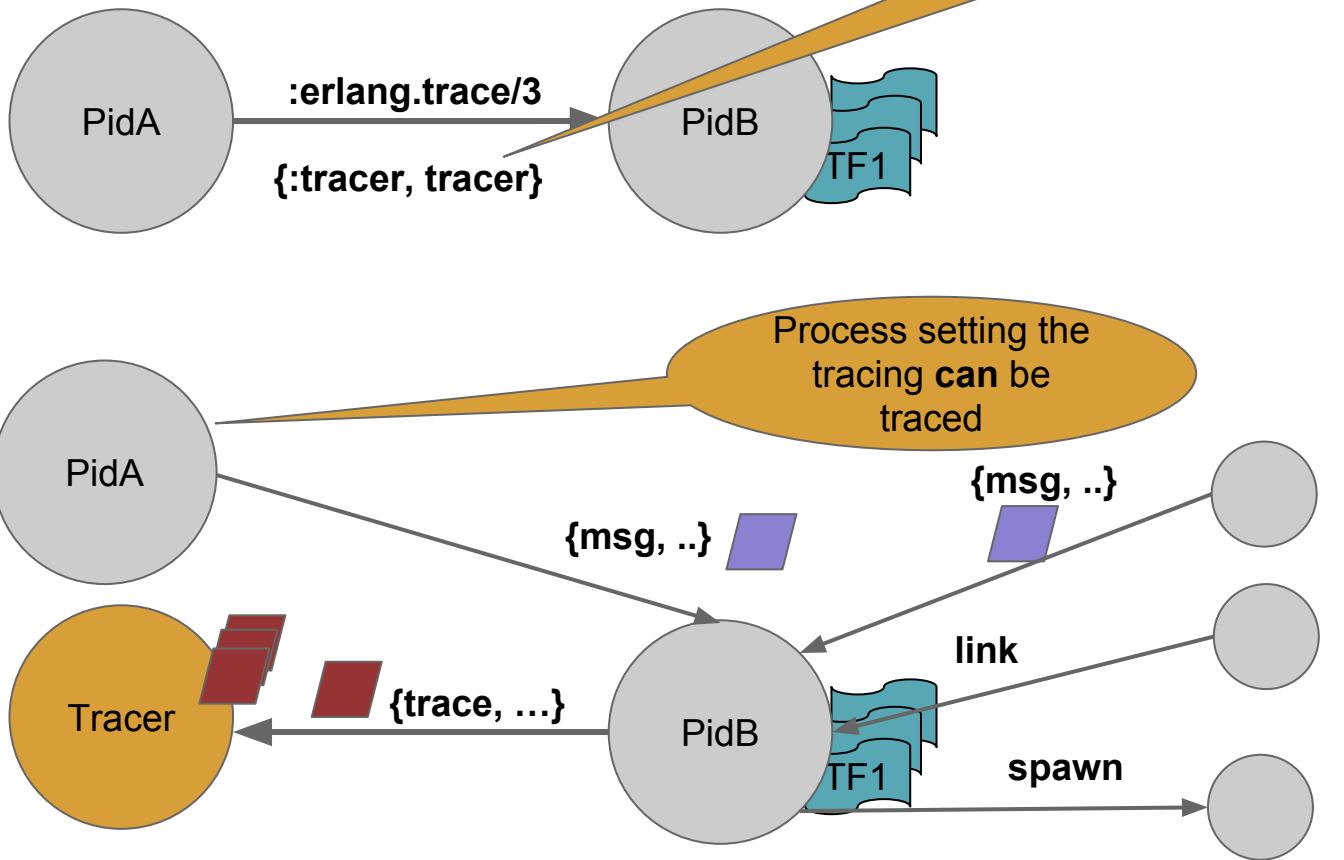 :erlang.trace/3
PidA
PidB
TF1
{:tracer, tracer}
Process setting the
tracing can be
traced
PidA
{msg, ..}
{msg, ..}
link
Tracer
{trace, …}
PidB
TF1
spawn